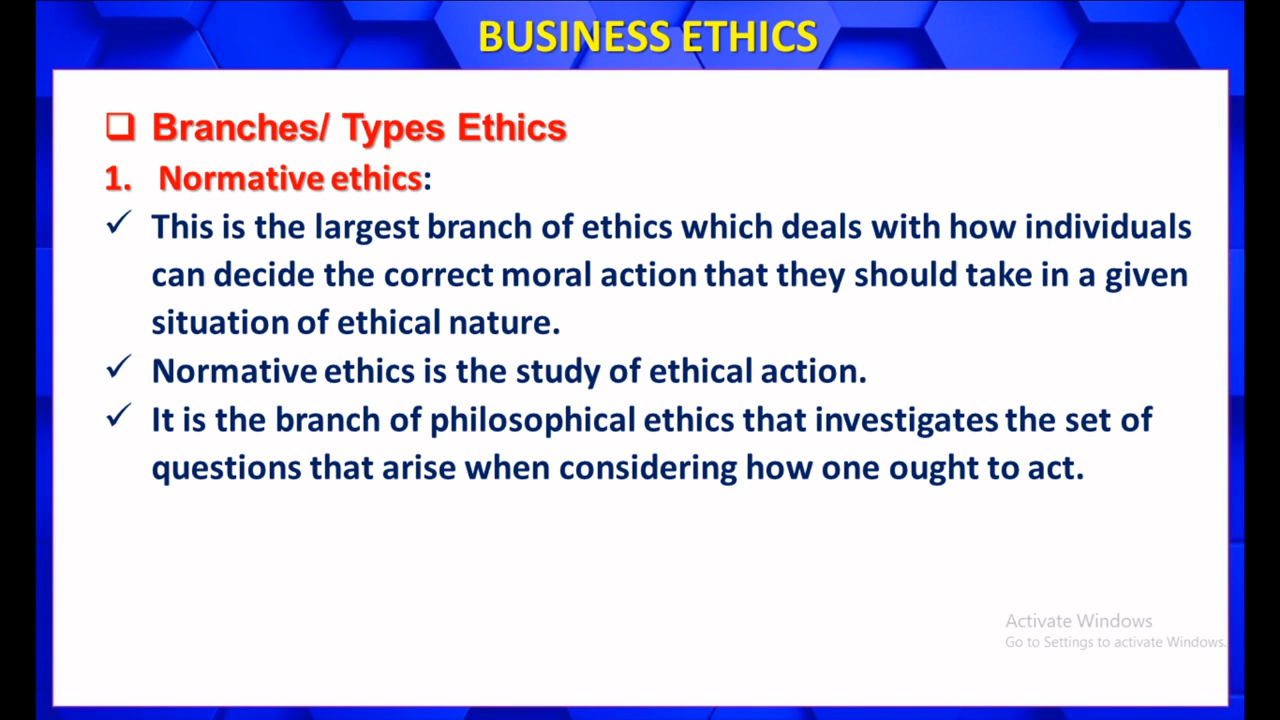 BUSINESS ETHICS
❑ Branches/ Types Ethics
1. Normative ethics:
✓ This is the largest branch of ethics which deals with how individuals
can decide the correct moral action that they should take in a given
situation of ethical nature.
✓ Normative ethics is the study of ethical action.
✓ It is the branch of philosophical ethics that investigates the set of
questions that arise when considering how one ought to act.
Activate Windows
Go to Settings to activate Windows.